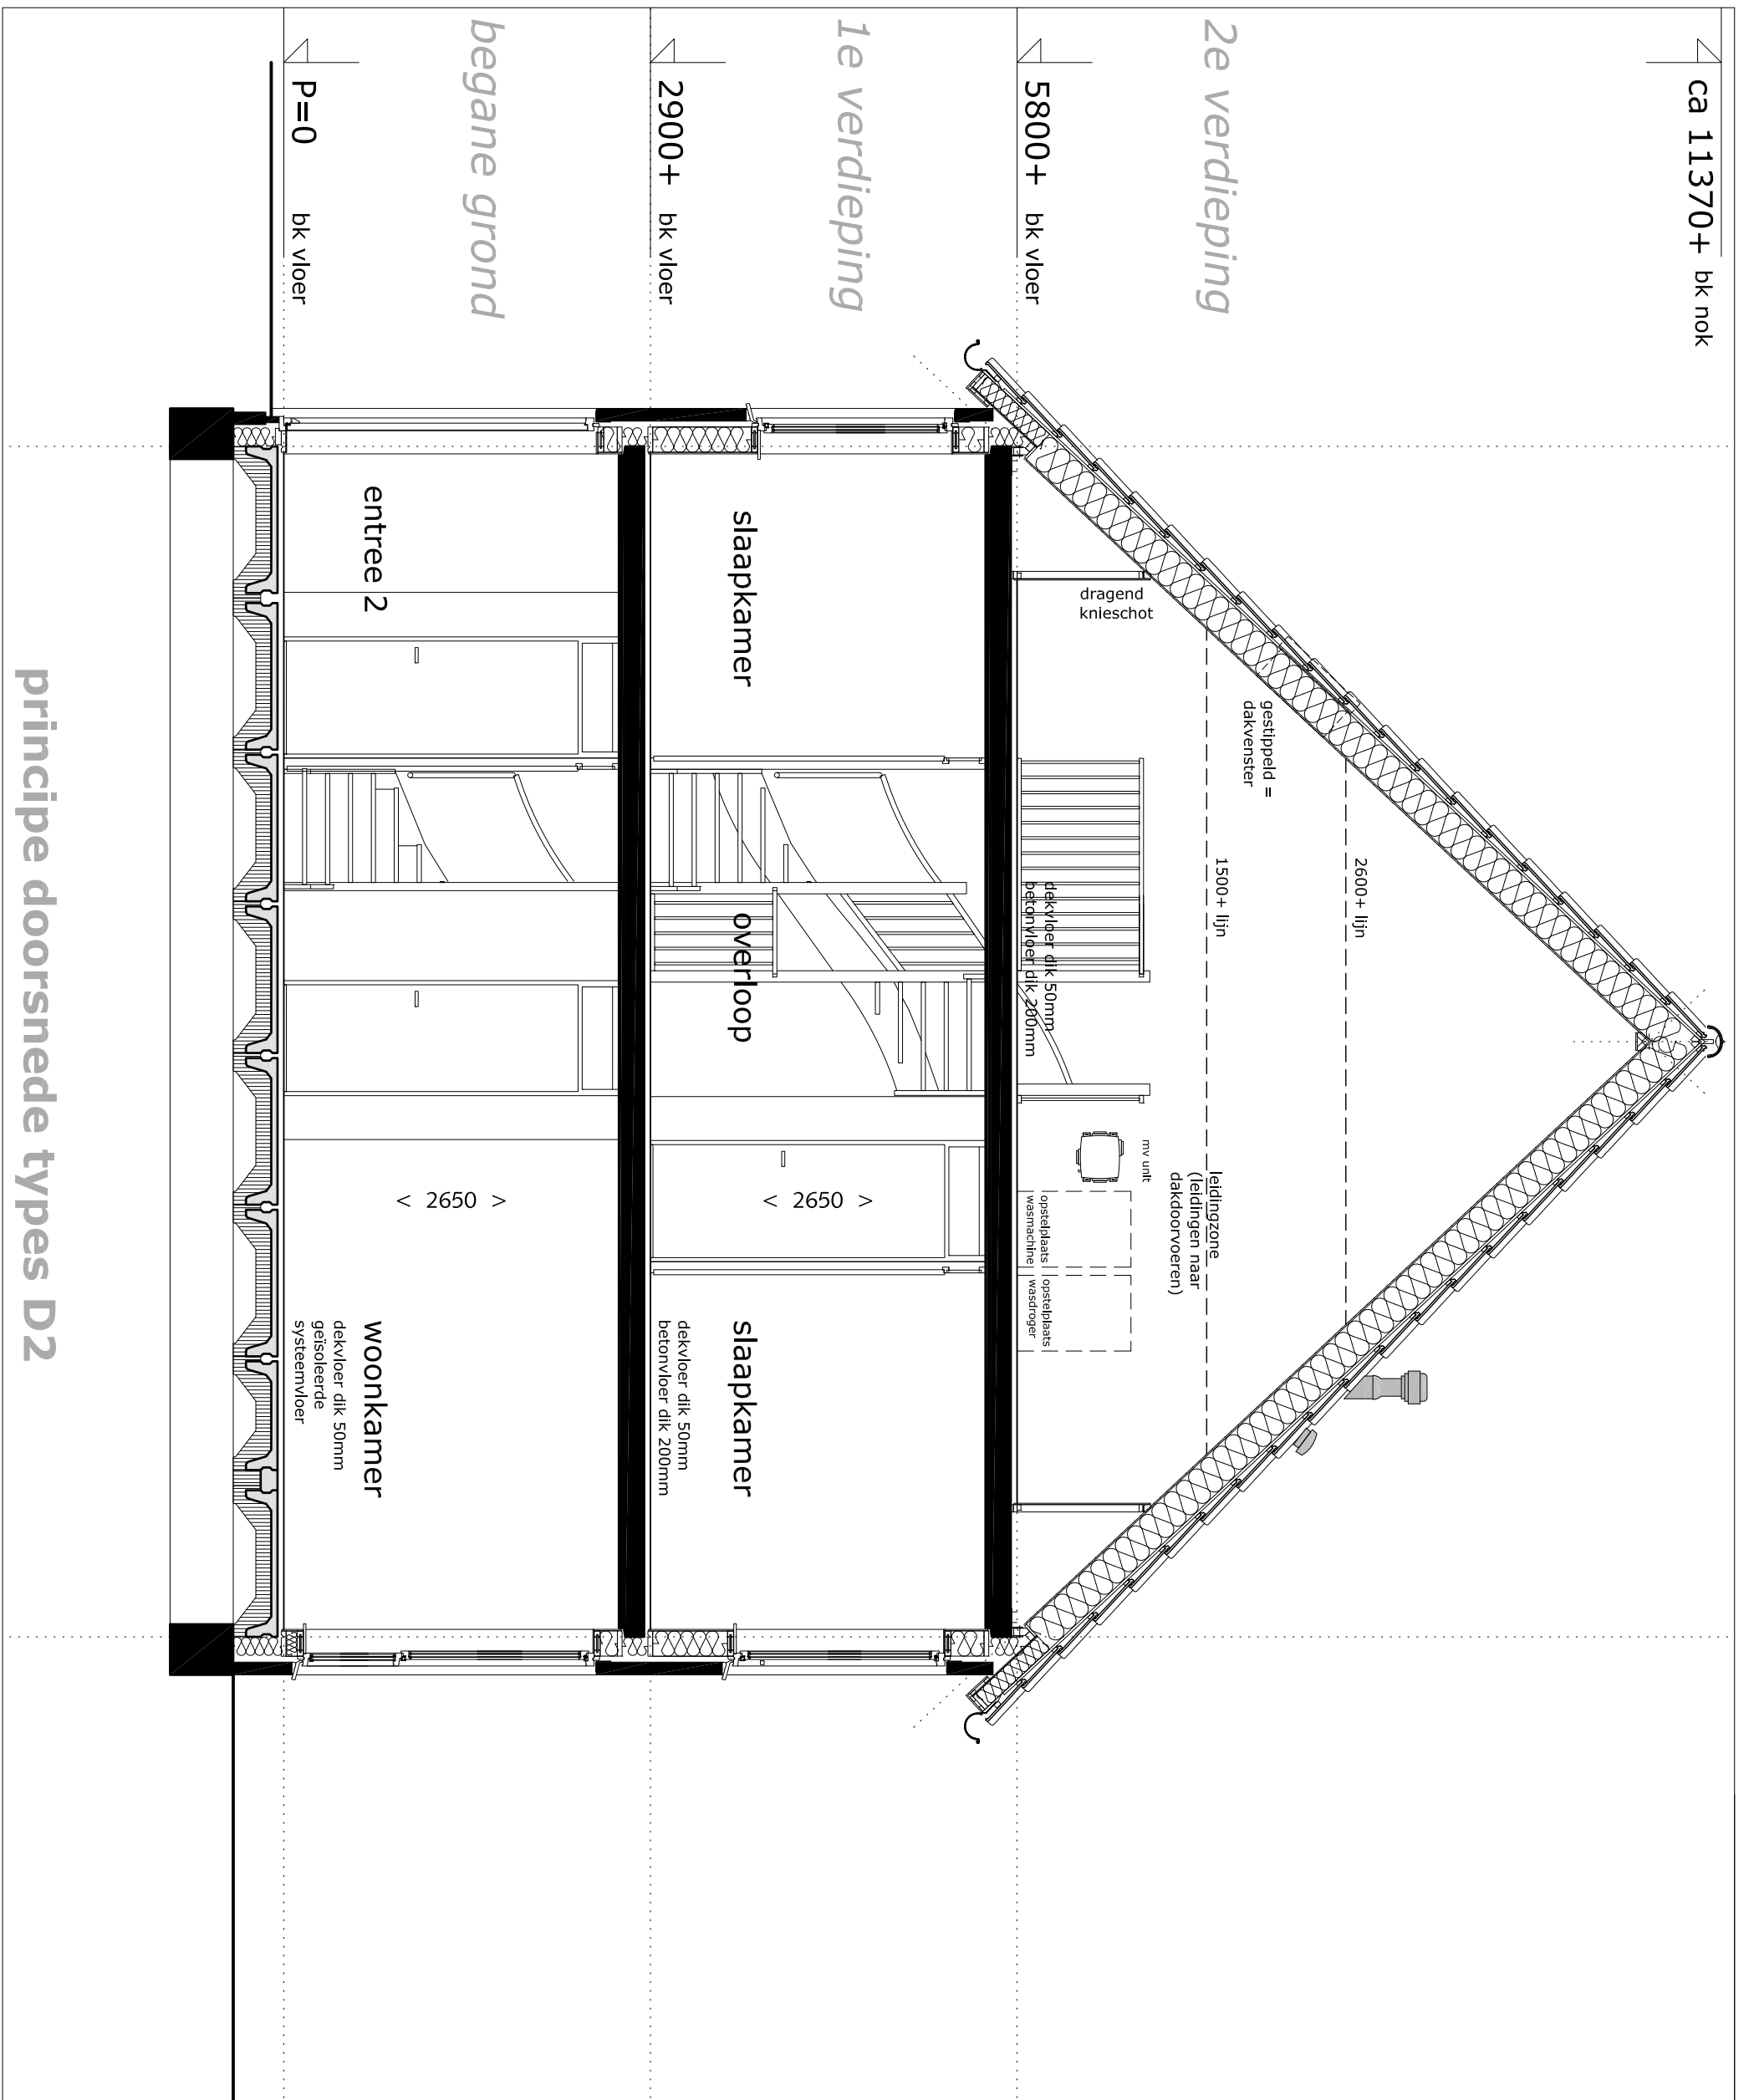 ca 11370+ bk nok
2e verdieping
5800+ bk vloer
1e verdieping
2900+ bk vloer
begane grond
P=0 bk vloer
2600+ lijn
1500+ lijn
gestippeld =
dakvenster
dragend
knieschot
leidingzone
(leidingen naar
dakdoorvoeren)
mv unit
opstelplaats
wasmachine
opstelplaats
wasdroger
dekvloer dik 50mm
betonvloer dik 200mm
slaapkamer
overloop
< 2650 >
slaapkamer
dekvloer dik 50mm
betonvloer dik 200mm
entree 2
< 2650 >
woonkamer
dekvloer dik 50mm
geïsoleerde
systeemvloer
principe doorsnede types D2